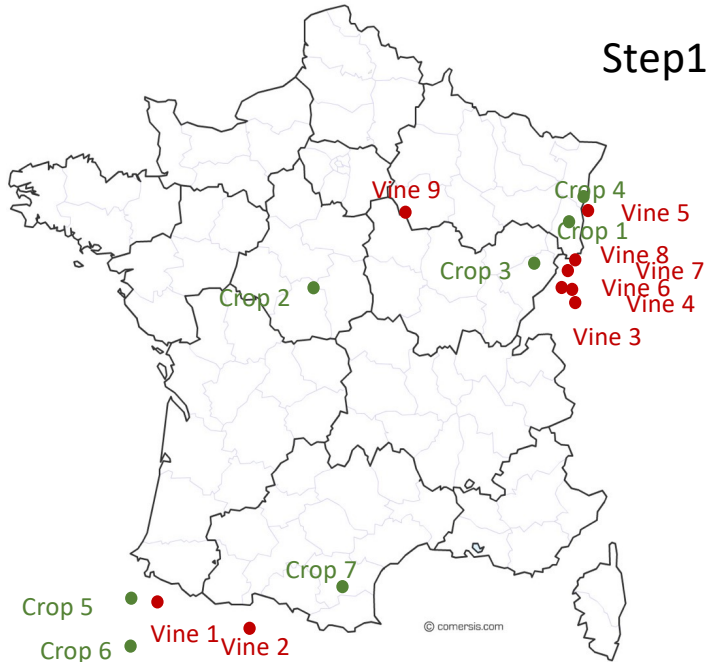 Step1
Vine 9
Crop 4
Vine 5
Crop 1
Vine 8
Crop 3
Vine 7
Crop 2
Vine 6
Vine 4
Vine 3
Crop 7
Crop 5
Vine 1
Vine 2
Crop 6
© comersis.com